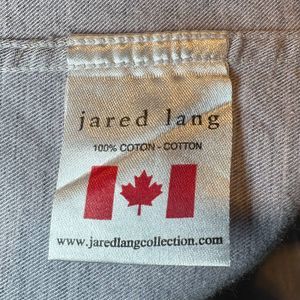 jared lang
100% COTON - COTTON
www.jaredlangcollection.com